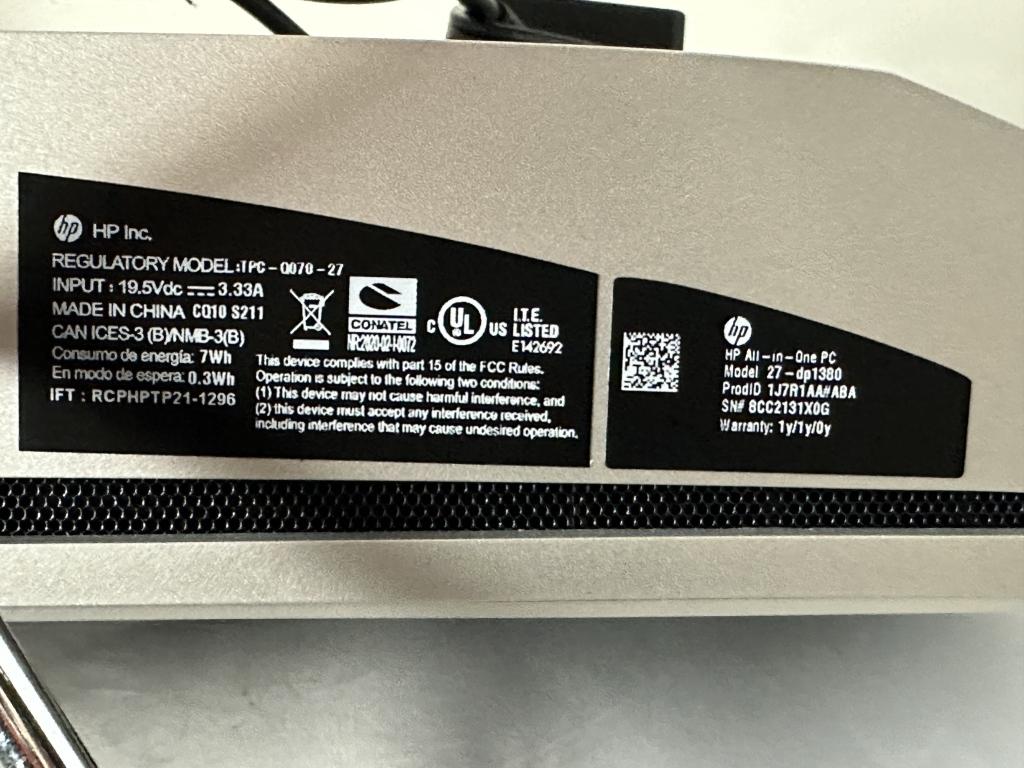 hp HP Inc.
REGULATORY MODEL:TPC-Q070-27
INPUT: 19.5Vdc 3.33A
MADE IN CHINA CQ10 S211
CAN ICES-3 (B)/NMB-3(B)
Consumo de energía: 7Wh
En modo de espera: 0.3Wh
IFT : RCPHPTP21-1296
CONATEL
NR:2020-02-I-0072
C UL US
I.T.E.
LISTED
E142692
This device complies with part 15 of the FCC Rules.
Operation is subject to the following two conditions:
(1) This device may not cause harmful interference, and
(2) this device must accept any interference received,
including interference that may cause undesired operation.
hp
HP All-in-One PC
Model 27-dp1380
ProdID 1J7R1AA#ABA
SN# 8CC2131X0G
Warranty: 1y/1y/0y